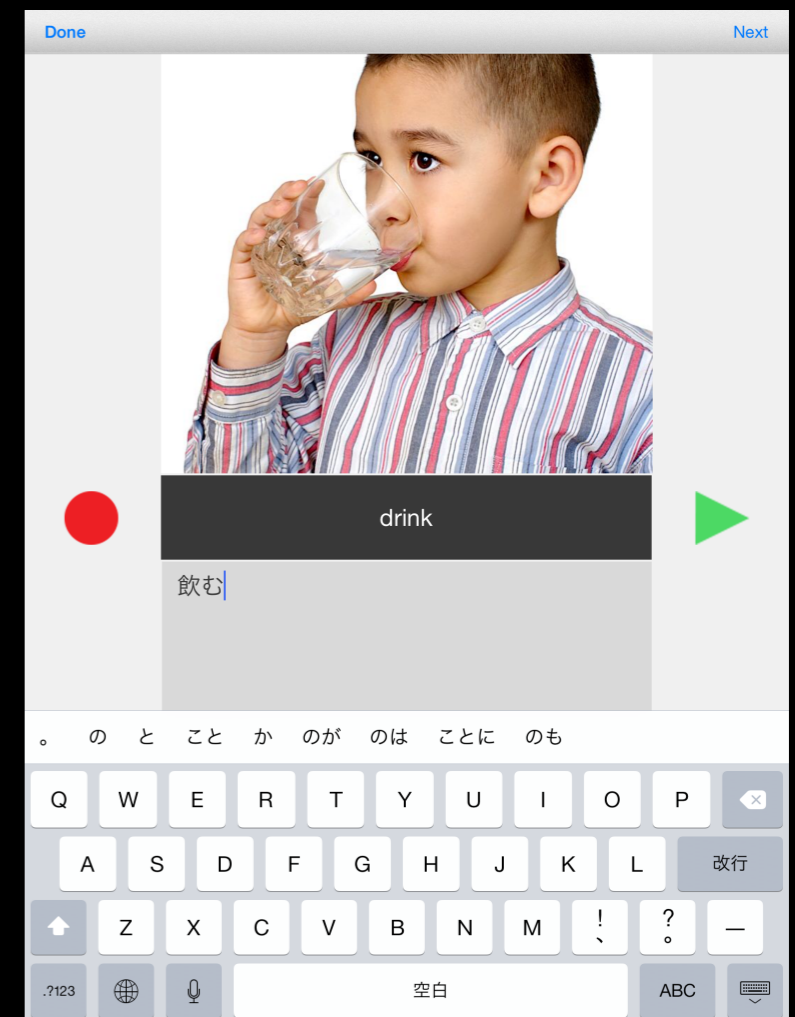 Done Next
drink
飲む
。 の と こと か のが のは ことに のも
Q W E R T Y U I O P
A S D F G H J K L 改行
Z X C V B N M ! 、 ? 。 —
.?123 空白 ABC